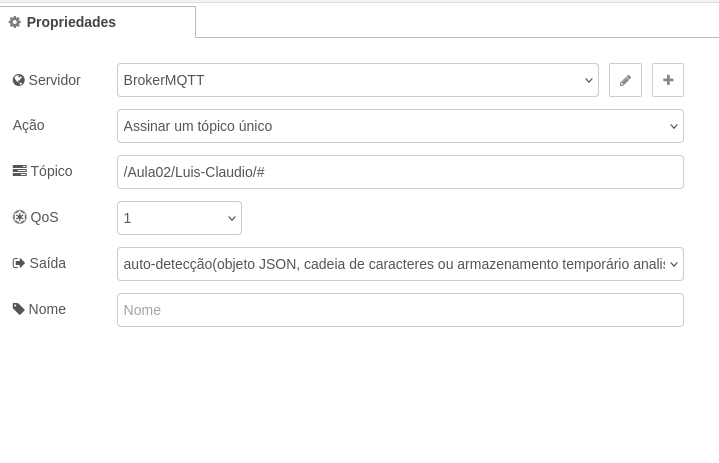 Propriedades
Servidor BrokerMQTT
Ação Assinar um tópico único
Tópico /Aula02/Luis-Claudio/#
QoS 1
Saída auto-detecção(objeto JSON, cadeia de caracteres ou armazenamento temporário
Nome Nome